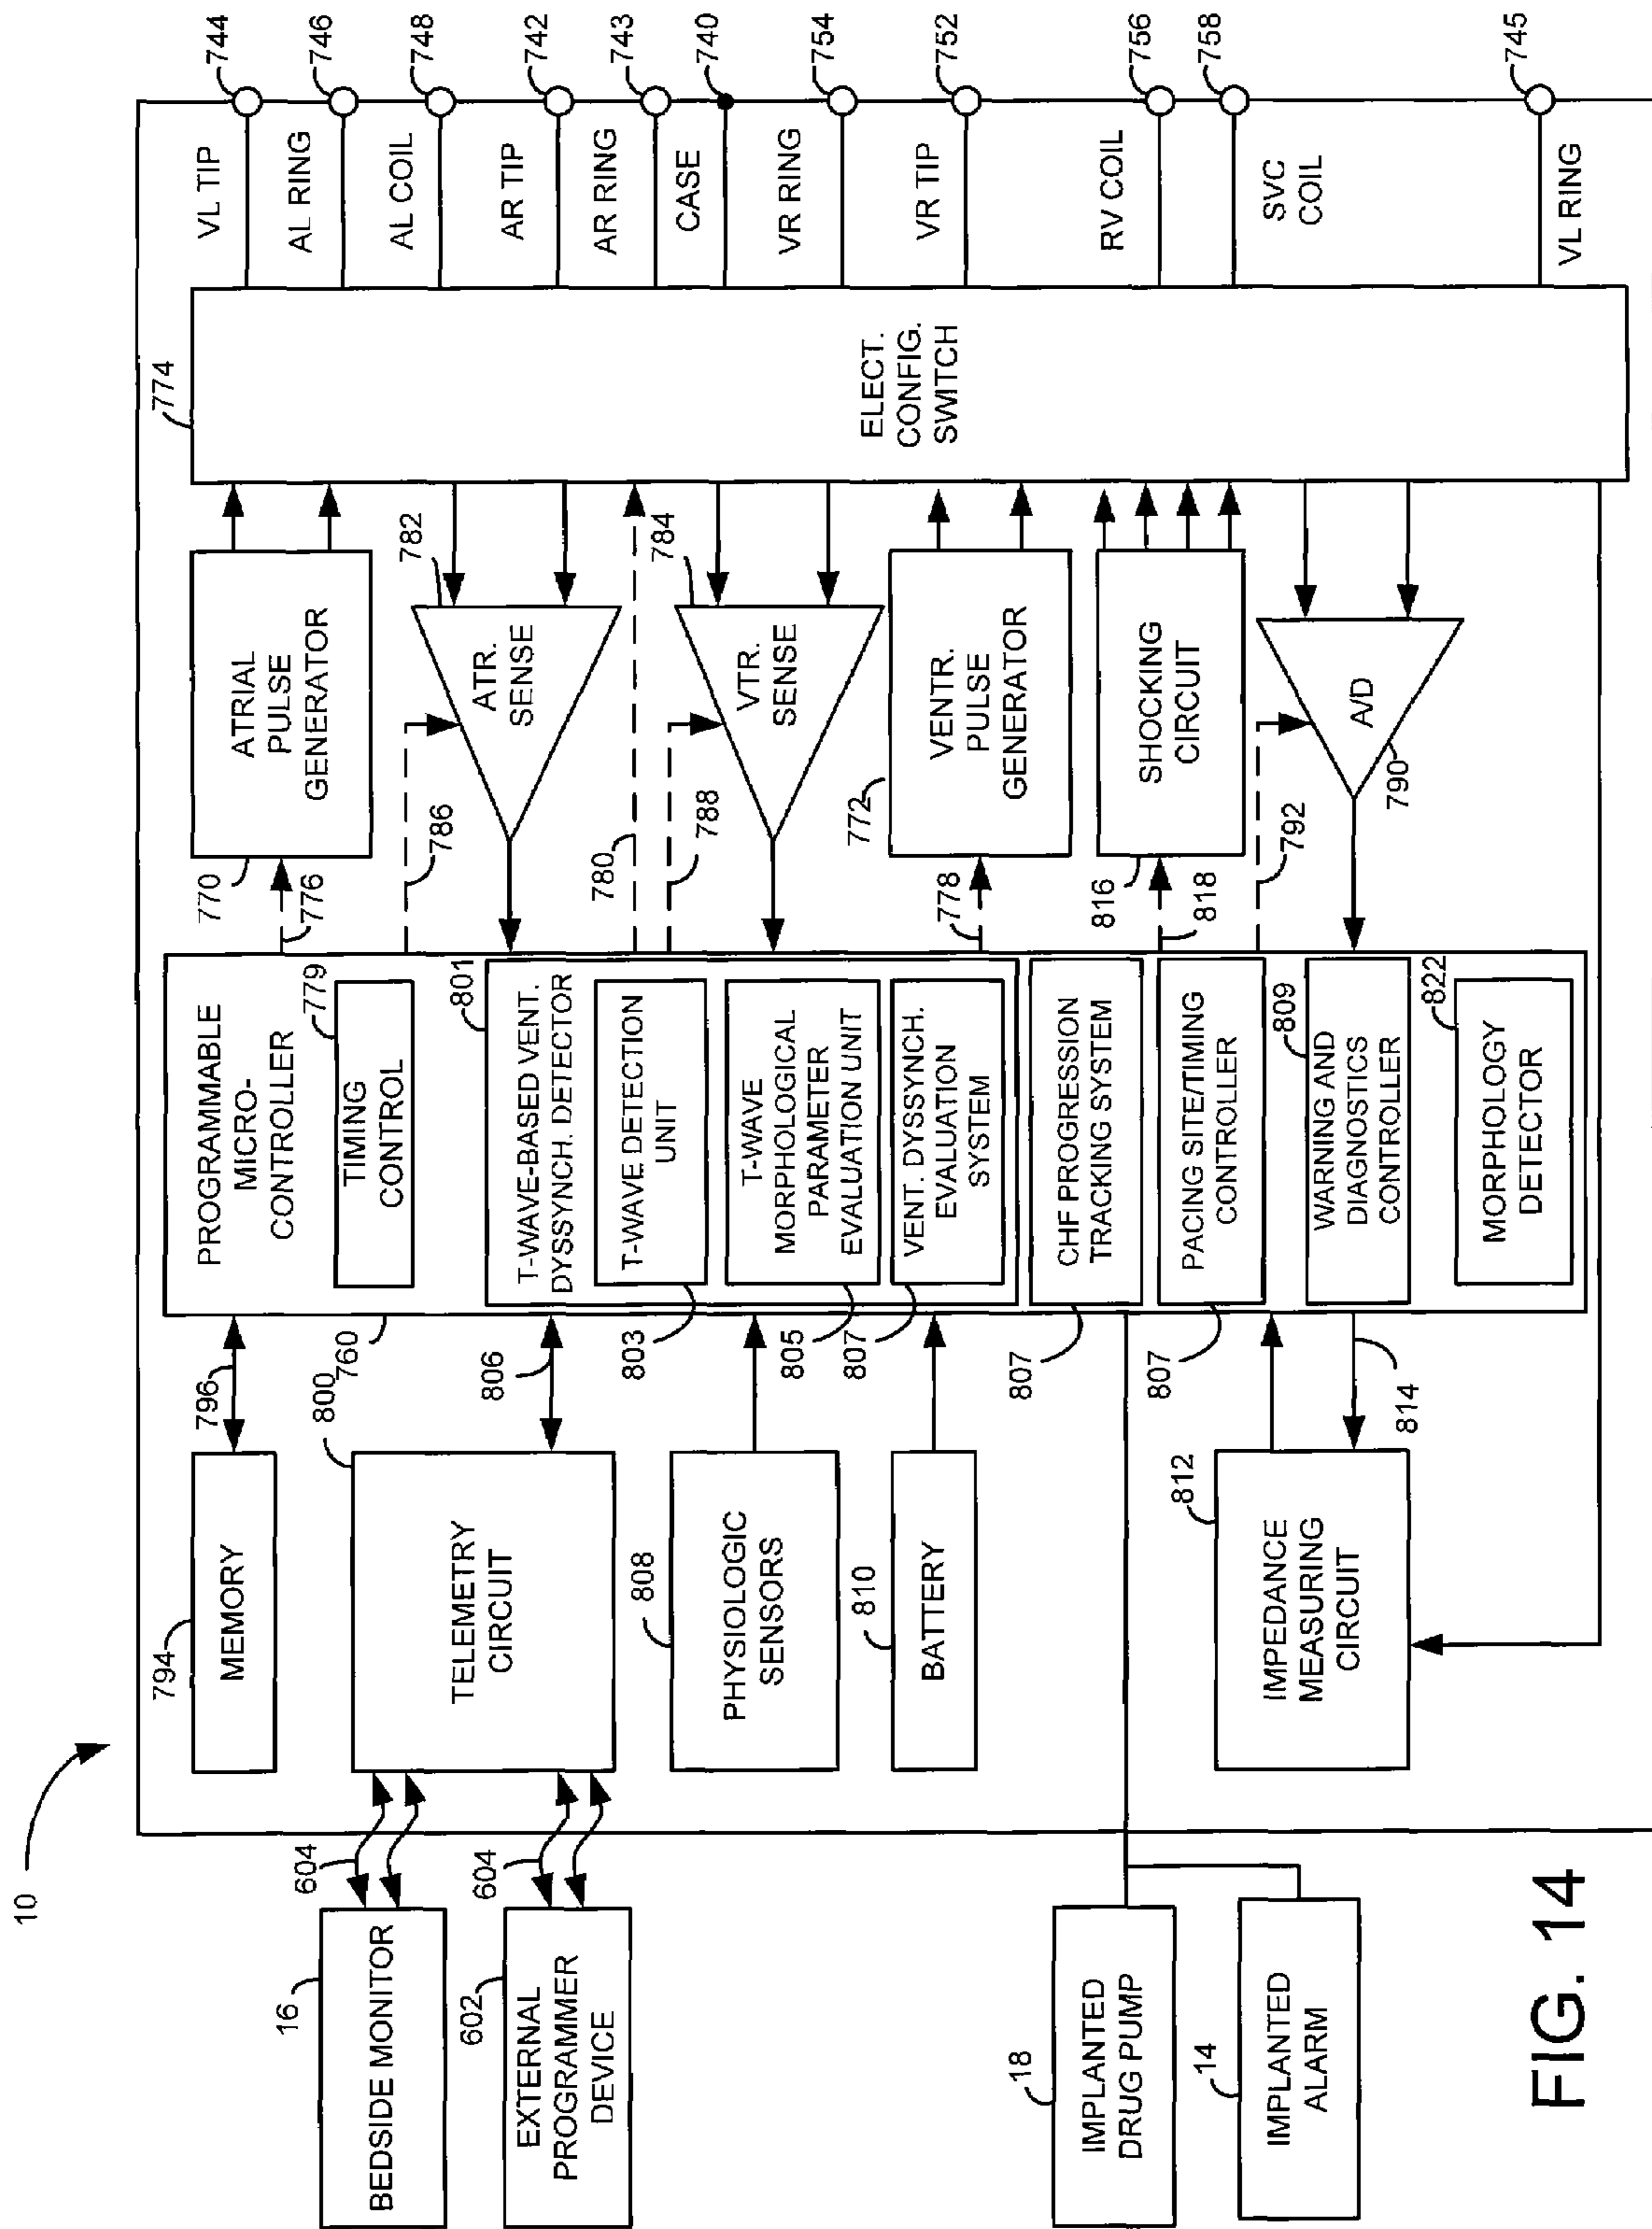 10
16
BEDSIDE MONITOR
604
602
EXTERNAL
PROGRAMMER
DEVICE
604
18
IMPLANTED
DRUG PUMP
14
IMPLANTED
ALARM
794
MEMORY
796
800
TELEMETRY
CIRCUIT
806
808
PHYSIOLOGIC
SENSORS
810
BATTERY
812
IMPEDANCE
MEASURING
CIRCUIT
814
760
PROGRAMMABLE
MICRO-
CONTROLLER
779
TIMING
CONTROL
801
T-WAVE-BASED VENT.
DYSSYNCH. DETECTOR
803
T-WAVE DETECTION
UNIT
805
T-WAVE
MORPHOLOGICAL
PARAMETER
EVALUATION UNIT
807
VENT. DYSSYNCH.
EVALUATION
SYSTEM
807
CHF PROGRESSION
TRACKING SYSTEM
807
PACING SITE/TIMING
CONTROLLER
809
WARNING AND
DIAGNOSTICS
CONTROLLER
822
MORPHOLOGY
DETECTOR
770
776
ATRIAL
PULSE
GENERATOR
786
782
ATR.
SENSE
780
788
784
VTR.
SENSE
772
778
VENTR.
PULSE
GENERATOR
816
818
SHOCKING
CIRCUIT
792
A/D
790
774
ELECT.
CONFIG.
SWITCH
VL TIP
744
AL RING
746
AL COIL
748
AR TIP
742
AR RING
743
CASE
740
VR RING
754
VR TIP
752
RV COIL
756
SVC
COIL
758
VL RING
745
FIG. 14